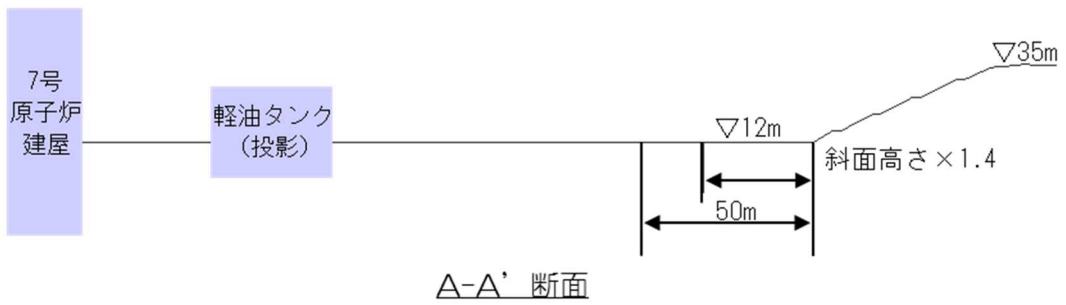 7号
原子炉
建屋
軽油タンク
(投影)
▽12m
▽35m
斜面高さ×1.4
50m
A-A’断面